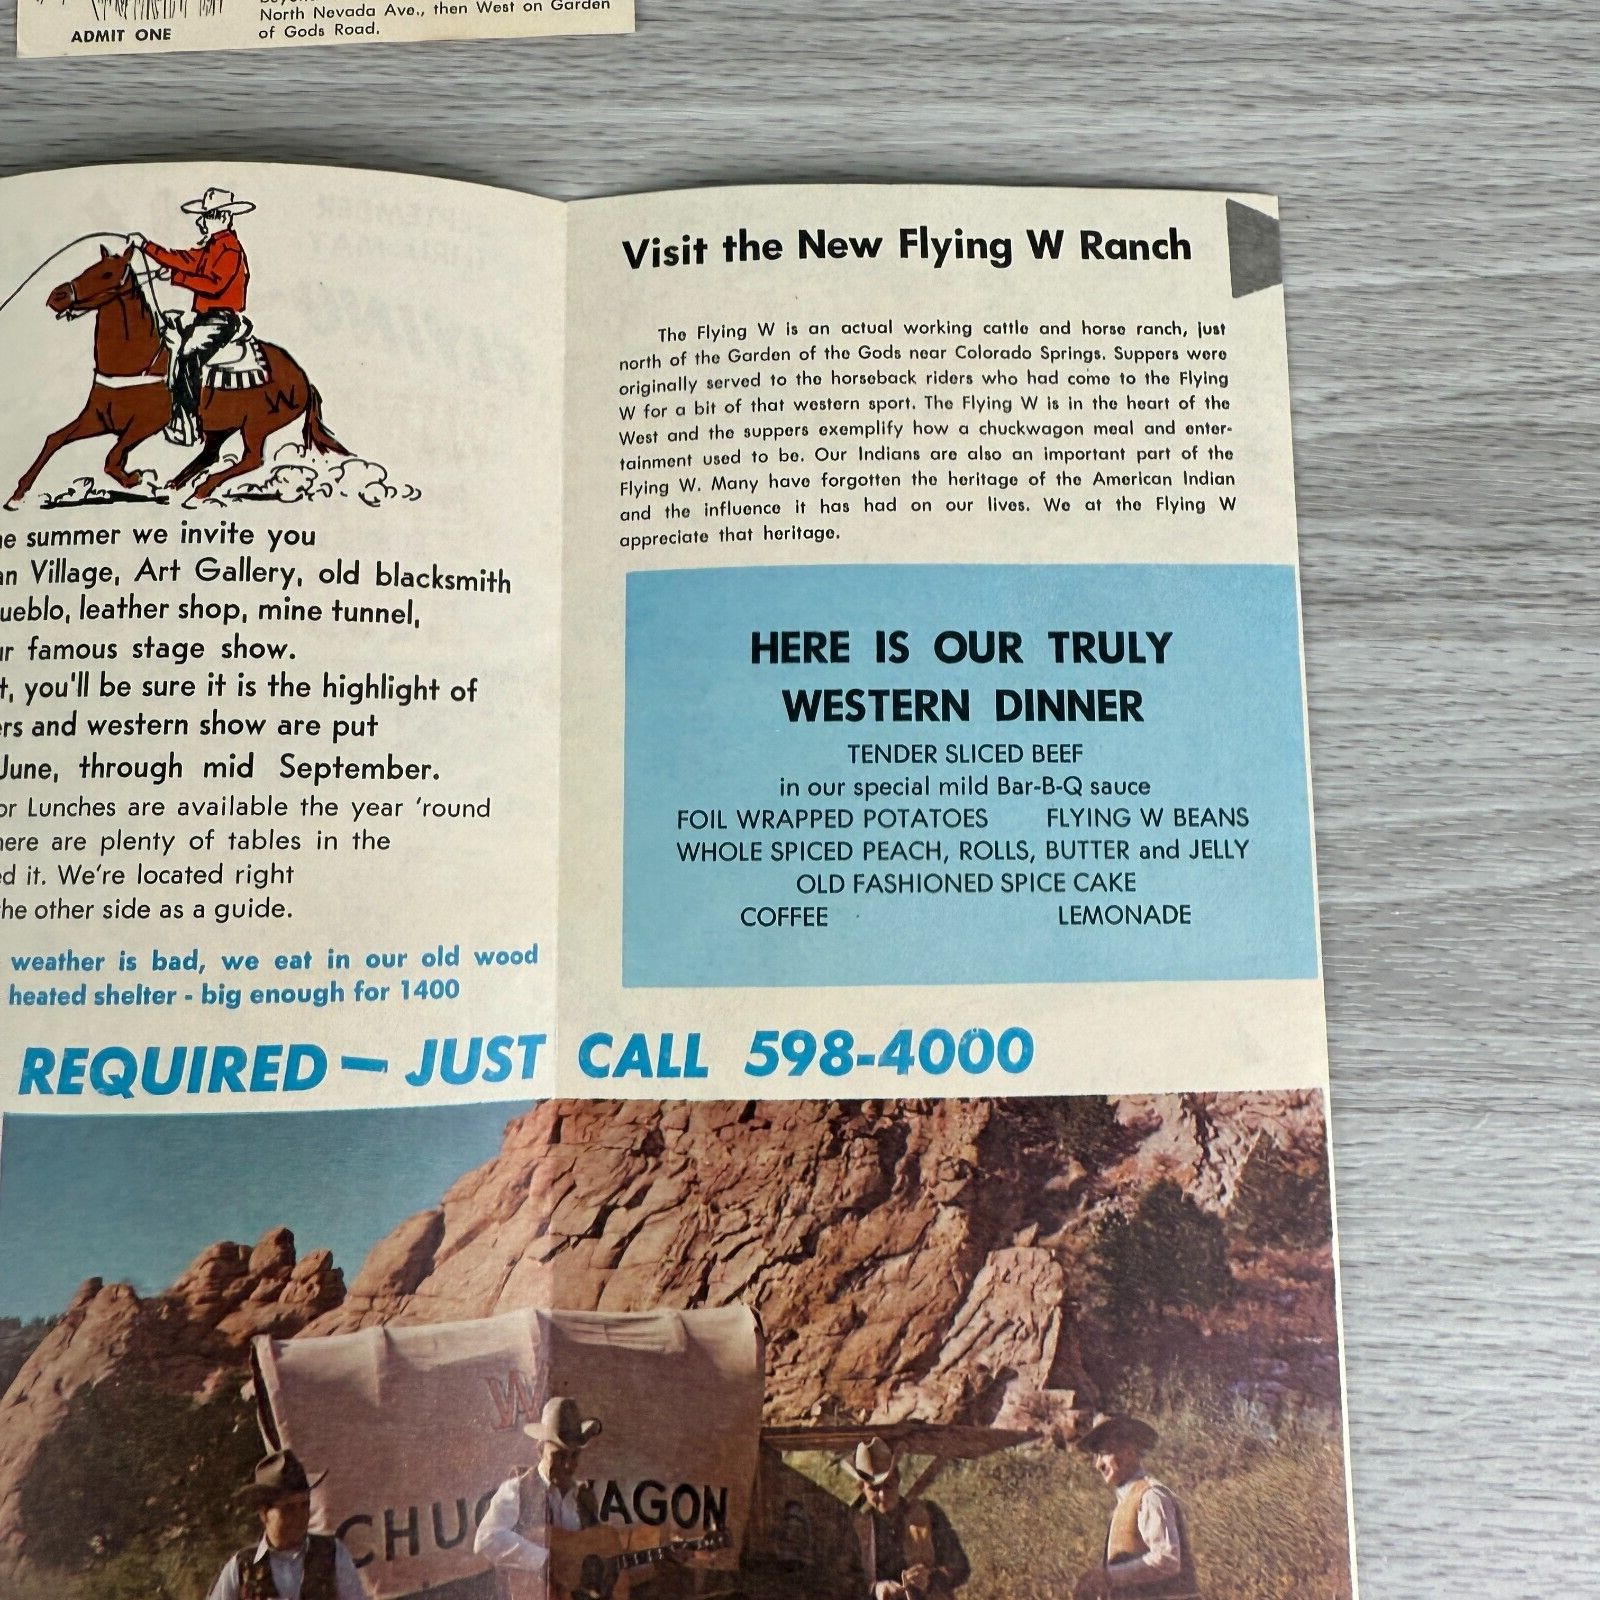 North Nevada Ave., then West on Garden
of Gods Road.
ADMIT ONE
W
summer we invite you
Village, Art Gallery, old blacksmith
leather shop, mine tunnel,
famous stage show.
you'll be sure it is the highlight of
and western show are put
June, through mid September.
Lunches are available the year 'round
are plenty of tables in the
it. We're located right
the other side as a guide.
weather is bad, we eat in our old wood
heated shelter - big enough for 1400
Visit the New Flying W Ranch
The Flying W is an actual working cattle and horse ranch, just
north of the Garden of the Gods near Colorado Springs. Suppers were
originally served to the horseback riders who had come to the Flying
W for a bit of that western sport. The Flying W is in the heart of the
West and the suppers exemplify how a chuckwagon meal and enter-
tainment used to be. Our Indians are also an important part of the
Flying W. Many have forgotten the heritage of the American Indian
and the influence it has had on our lives. We at the Flying W
appreciate that heritage.
HERE IS OUR TRULY
WESTERN DINNER
TENDER SLICED BEEF
in our special mild Bar-B-Q sauce
FOIL WRAPPED POTATOES FLYING W BEANS
WHOLE SPICED PEACH, ROLLS, BUTTER and JELLY
OLD FASHIONED SPICE CAKE
COFFEE LEMONADE
REQUIRED — JUST CALL 598-4000
W
CHU AGON